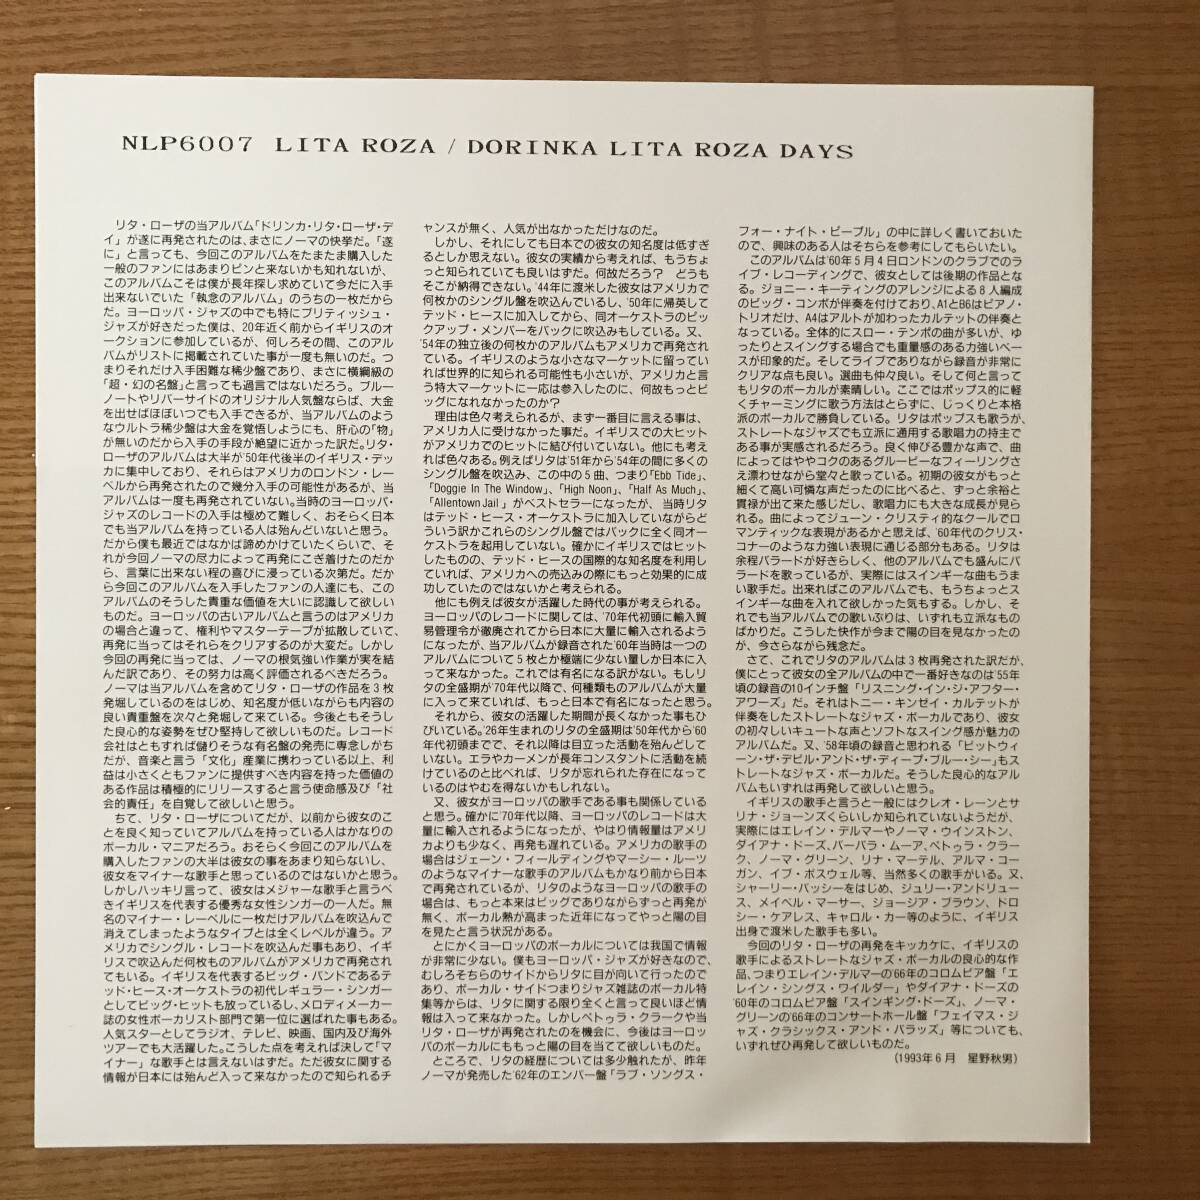 NLP6007 LITA ROZA / DORINKA LITA ROZA DAYS
リタ・ローザの当アルバム「ドリンカ・リタ・ローザ・デ
イ」が遂に再発されたのは、まさにノーマの快挙だ。「遂
に」と言っても、今回このアルバムをたまたま購入した
一般のファンにはあまりピンと来ないかも知れないが、
このアルバムこそは僕が長年探し求めていて今だに入手
出来ないでいた「執念のアルバム」のうちの一枚だから
だ。ヨーロッパ・ジャズの中でも特にブリティッシュ・
ジャズが好きだった僕は、20年近く前からイギリスのオ
ークションに参加しているが、何しろその間、このアル
バムがリストに掲載されていた事が一度も無いのだ。つ
まりそれだけ入手困難な稀少盤であり、まさに横綱級の
「超・幻の名盤」と言っても過言ではないだろう。ブルー
ノートやリバーサイドのオリジナル人気盤ならば、大金
を出せばほぼいつでも入手できるが、当アルバムのよう
なウルトラ稀少盤は大金を覚悟しようにも、肝心の「物」
が無いのだから入手の手段が絶望に近かった訳だ。リタ・
ローザのアルバムは大半が'50年代後半のイギリス・デッ
カに集中しており、それらはアメリカのロンドン・レー
ベルから再発されたので幾分入手の可能性があるが、当
アルバムは一度も再発されていない。当時のヨーロッパ・
ジャズのレコードの入手は極めて難しく、おそらく日本
でも当アルバムを持っている人は殆んどいないと思う。
だから僕も最近ではなかば諦めかけていたくらいで、そ
れが今回ノーマの尽力によって再発にこぎ着けたのだか
ら、言葉に出来ない程の喜びに浸っている次第だ。だか
ら今回このアルバムを入手したファンの人達にも、この
アルバムのそうした貴重な価値を大いに認識して欲しい
ものだ。ヨーロッパの古いアルバムと言うのはアメリカ
の場合と違って、権利やマスターテープが拡散していて、
再発に当ってはそれらをクリアするのが大変だ。しかし
今回の再発に当っては、ノーマの根気強い作業が実を結
んだ訳であり、その努力は高く評価されるべきだろう。
ノーマは当アルバムを含めてリタ・ローザの作品を3枚
発掘しているのをはじめ、知名度が低いながらも内容の
良い貴重盤を次々と発掘して来ている。今後ともそうし
た良心的な姿勢をぜひ堅持して欲しいものだ。レコード
会社はともすれば儲りそうな有名盤の発売に専念しがち
だが、音楽と言う「文化」産業に携わっている以上、利
益は小さくともファンに提供すべき内容を持った価値の
ある作品は積極的にリリースすると言う使命感及び「社
会的責任」を自覚して欲しいと思う。
ちて、リタ・ローザについてだが、以前から彼女のこ
とを良く知っていてアルバムを持っている人はかなりの
ボーカル・マニアだろう。おそらく今回このアルバムを
購入したファンの大半は彼女の事をあまり知らないし、
彼女をマイナーな歌手と思っているのではないかと思う。
しかしハッキリ言って、彼女はメジャーな歌手と言うべ
きイギリスを代表する優秀な女性シンガーの一人だ。無
名のマイナー・レーベルに一枚だけアルバムを吹込んで
消えてしまったようなタイプとは全くレベルが違う。ア
メリカでシングル・レコードを吹込んだ事もあり、イギ
リスで吹込んだ何枚ものアルバムがアメリカで再発され
てもいる。イギリスを代表するビッグ・バンドであるテ
ッド・ヒース・オーケストラの初代レギュラー・シンガー
としてビッグ・ヒットも放っているし、メロディメーカー
誌の女性ボーカリスト部門で第一位に選ばれた事もある。
人気スターとしてラジオ、テレビ、映画、国内及び海外
ツアーでも大活躍した。こうした点を考えれば決して「マ
イナー」な歌手とは言えないはずだ。ただ彼女に関する
情報が日本には殆んど入って来なかったので知られるチ
ャンスが無く、人気が出なかっただけなのだ。
しかし、それにしても日本での彼女の知名度は低すぎ
るとしか思えない。彼女の実績から考えれば、もうちょ
っと知られていても良いはずだ。何故だろう？ どうも
そこが納得できない。'44年に渡米した彼女はアメリカで
何枚かのシングル盤を吹込んでいるし、'50年に帰英して
テッド・ヒースに加入してから、同オーケストラのピッ
クアップ・メンバーをバックに吹込みもしている。又、
'54年の独立後の何枚かのアルバムもアメリカで再発され
ている。イギリスのような小さなマーケットに留ってい
れば世界的に知られる可能性も小さいが、アメリカと言
う特大マーケットに一応は参入したのに、何故もっとビ
ッグになれなかったのか？
理由は色々考えられるが、まず一番目に言える事は、
アメリカ人に受けなかった事だ。イギリスでの大ヒット
がアメリカでのヒットに結び付いていない。他にも考え
れば色々ある。例えばリタは'51年から'54年の間に多くの
シングル盤を吹込み、この中の5曲、つまり「Ebb Tide」、
「Doggie In The Window」、「High Noon」、「Half As Much」、
「Allentown Jail」がベストセラーになったが、当時リタ
はテッド・ヒース・オーケストラに加入していながらど
ういう訳かこれらのシングル盤ではバックに全く同オー
ケストラを起用していない。確かにイギリスではヒット
したものの、テッド・ヒースの国際的な知名度を利用し
ていれば、アメリカへの売込みの際にもっと効果的に成
功していたのではないかと考えられる。
他にも例えば彼女が活躍した時代の事が考えられる。
ヨーロッパのレコードに関しては、'70年代初頭に輸入貿
易管理令が徹廃されてから日本に大量に輸入されるよう
になったが、当アルバムが録音された'60年当時は一つの
アルバムについて5枚とか極端に少ない量しか日本に入
って来なかった。これでは有名になる訳がない。もしリ
タの全盛期が'70年代以降で、何種類ものアルバムが大量
に入って来ていれば、もっと日本で有名になったと思う。
それから、彼女の活躍した期間が長くなかった事もひ
びいている。'26年生まれのリタの全盛期は'50年代から'60
年代初頭までで、それ以降は目立った活動を殆んどして
いない。エラやカーメンが長年コンスタントに活動を続
けているのと比べれば、リタが忘れられた存在になって
いるのはやむを得ないかもしれない。
又、彼女がヨーロッパの歌手である事も関係している
と思う。確かに'70年代以降、ヨーロッパのレコードは大
量に輸入されるようになったが、やはり情報量はアメリ
カよりも少なく、再発も遅れている。アメリカの歌手の
場合はジェーン・フィールディングやマーシー・ルーツ
のようなマイナーな歌手のアルバムもかなり前から日本
で再発されているが、リタのようなヨーロッパの歌手の
場合は、もっと本来はビッグでありながらずっと再発が
無く、ボーカル熱が高まった近年になってやっと陽の目
を見たと言う状況がある。
とにかくヨーロッパのボーカルについては我国で情報
が非常に少ない。僕もヨーロッパ・ジャズが好きなので、
むしろそちらのサイドからリタに目が向いて行ったので
あり、ボーカル・サイドつまりジャズ雑誌のボーカル特
集等からは、リタに関する限り全くと言って良いほど情
報は入って来なかった。しかしペトゥラ・クラークや当
リタ・ローザが再発されたのを機会に、今後はヨーロッ
パのボーカルにももっと陽の目を当てて欲しいものだ。
ところで、リタの経歴については多少触れたが、昨年
ノーマが発売した'62年のエンバー盤「ラブ・ソングス・
フォー・ナイト・ピープル」の中に詳しく書いておいた
ので、興味のある人はそちらを参考にしてもらいたい。
このアルバムは'60年5月4日ロンドンのクラブでのラ
イブ・レコーディングで、彼女としては後期の作品とな
る。ジョニー・キーティングのアレンジによる8人編成
のビッグ・コンボが伴奏を付けており、A1とB6はピアノ・
トリオだけ、A4はアルトが加わったカルテットの伴奏と
なっている。全体的にスロー・テンポの曲が多いが、ゆ
ったりとスイングする場合でも重量感のある力強いベー
スが印象的だ。そしてライブでありながら録音が非常に
クリアな点も良い。選曲も仲々良い。そして何と言って
もリタのボーカルが素晴しい。ここではポップス的に軽
くチャーミングに歌う方法はとらずに、じっくりと本格
派のボーカルで勝負している。リタはポップスも歌うが、
ストレートなジャズでも立派に通用する歌唱力の持主で
ある事が実感されるだろう。良く伸びる豊かな声で、曲
によってはややコクのあるグルービーなフィーリングさ
え漂わせながら堂々と歌っている。初期の彼女がもっと
細くて高い可憐な声だったのに比べると、ずっと余裕と
貫禄が出て来た感じだし、歌唱力にも大きな成長が見ら
れる。曲によってジューン・クリスティ的なクールでロ
マンティックな表現があるかと思えば、'60年代のクリス・
コナーのような力強い表現に通じる部分もある。リタは
余程バラードが好きらしく、他のアルバムでも盛んにバ
ラードを歌っているが、実際にはスインギーな曲もうま
い歌手だ。出来ればこのアルバムでも、もうちょっとス
インギーな曲を入れて欲しかった気もする。しかし、そ
れでも当アルバムでの歌いぶりは、いずれも立派なもの
ばかりだ。こうした快作が今まで陽の目を見なかったの
が、今さらながら残念だ。
さて、これでリタのアルバムは3枚再発された訳だが、
僕にとって彼女の全アルバムの中で一番好きなのは'55年
頃の録音の10インチ盤「リスニング・イン・ジ・アフター・
アワーズ」だ。それはトニー・キンゼイ・カルテットが
伴奏をしたストレートなジャズ・ボーカルであり、彼女
の初々しいキュートな声とソフトなスイング感が魅力の
アルバムだ。又、'58年頃の録音と思われる「ビットウィ
ーン・ザ・デビル・アンド・ザ・ディープ・ブルー・シー」もス
トレートなジャズ・ボーカルだ。そうした良心的なアル
バムもいずれは再発して欲しいと思う。
イギリスの歌手と言うと一般にはクレオ・レーンとサ
リナ・ジョーンズくらいしか知られていないようだが、
実際にはエレイン・デルマーやノーマ・ウインストン、
ダイアナ・ドーズ、バーバラ・ムーア、ペトゥラ・クラー
ク、ノーマ・グリーン、リナ・マーテル、アルマ・コー
ガン、イブ・ボスウェル等、当然多くの歌手がいる。又、
シャーリー・バッシーをはじめ、ジュリー・アンドリュー
ス、メイベル・マーサー、ジョージア・ブラウン、ドロ
シー・ケアレス、キャロル・カー等のように、イギリス
出身で渡米した歌手も多い。
今回のリタ・ローザの再発をキッカケに、イギリスの
歌手によるストレートなジャズ・ボーカルの良心的な作
品、つまりエレイン・デルマーの'66年のコロムビア盤「エ
レイン・シングス・ワイルダー」やダイアナ・ドーズの
'60年のコロムビア盤「スインギング・ドーズ」、ノーマ・
グリーンの'66年のコンサートホール盤「フェイマス・ジ
ャズ・クラシックス・アンド・バラッズ」等についても、
いずれぜひ再発して欲しいものだ。
(1993年6月 星野秋男)